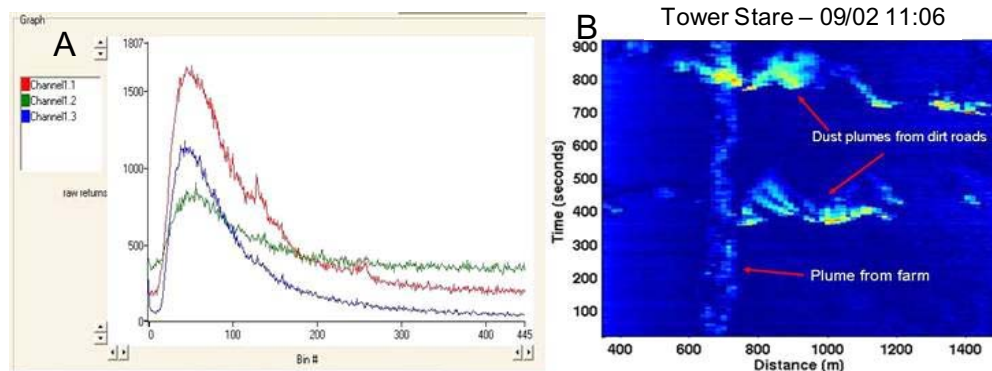 Graph
A
Channel1.1
Channel1.2
Channel1.3
raw returns
1807
1500
1000
500
0
0 100 200 300 400 445
Bin #
B
Tower Stare – 09/02 11:06
900
800
700
600
500
400
300
200
100
Time (seconds)
Dust plumes from dirt roads
Plume from farm
400 600 800 1000 1200 1400
Distance (m)